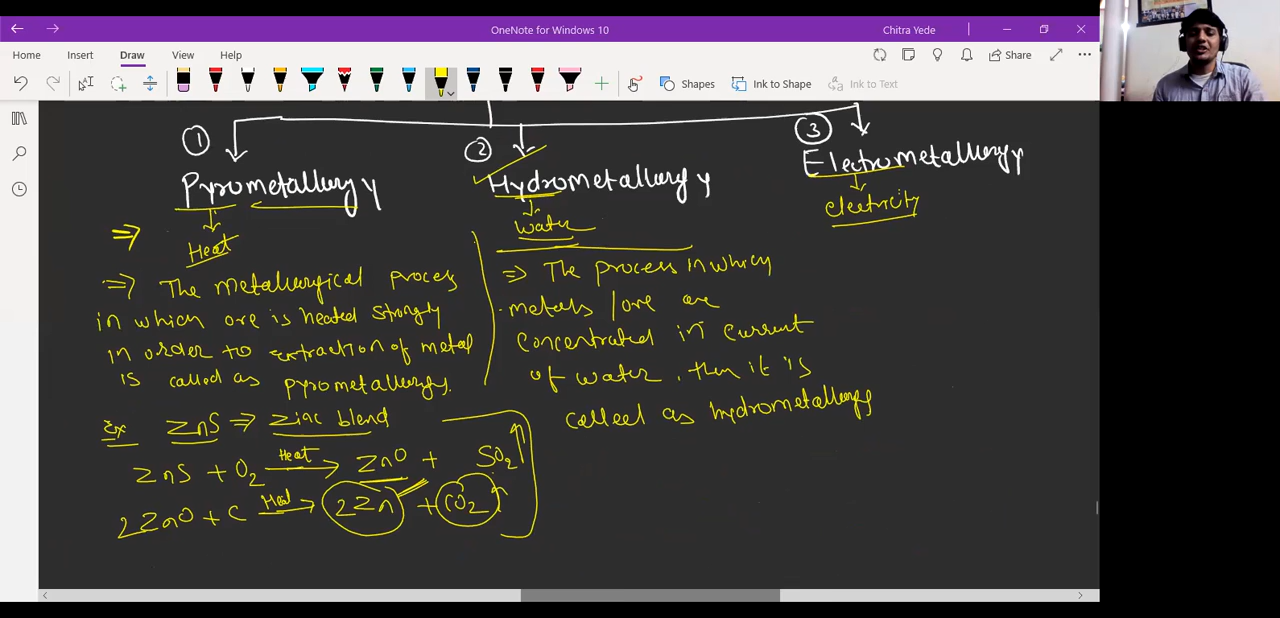 OneNote for Windows 10
Chitra Yede
Home Insert Draw View Help
Share
Shapes
Ink to Shape
Ink to Text
① ② ③
Pyrometallurgy
Hydrometallurgy
Electrometallurgy
⇒ Heat
Water
electricity
⇒ The metallurgical process
in which ore is heated strongly
in order to extraction of metal
is called as pyrometallurgy.
Ex ZnS ⇒ Zinc blend
ZnS + O2 Heat → ZnO + SO2 ↑
2ZnO + C Heat → 2Zn + CO2 ↑
⇒ The process in which
metals / ore are
concentrated in current
of water, then it is
called as hydrometallurgy